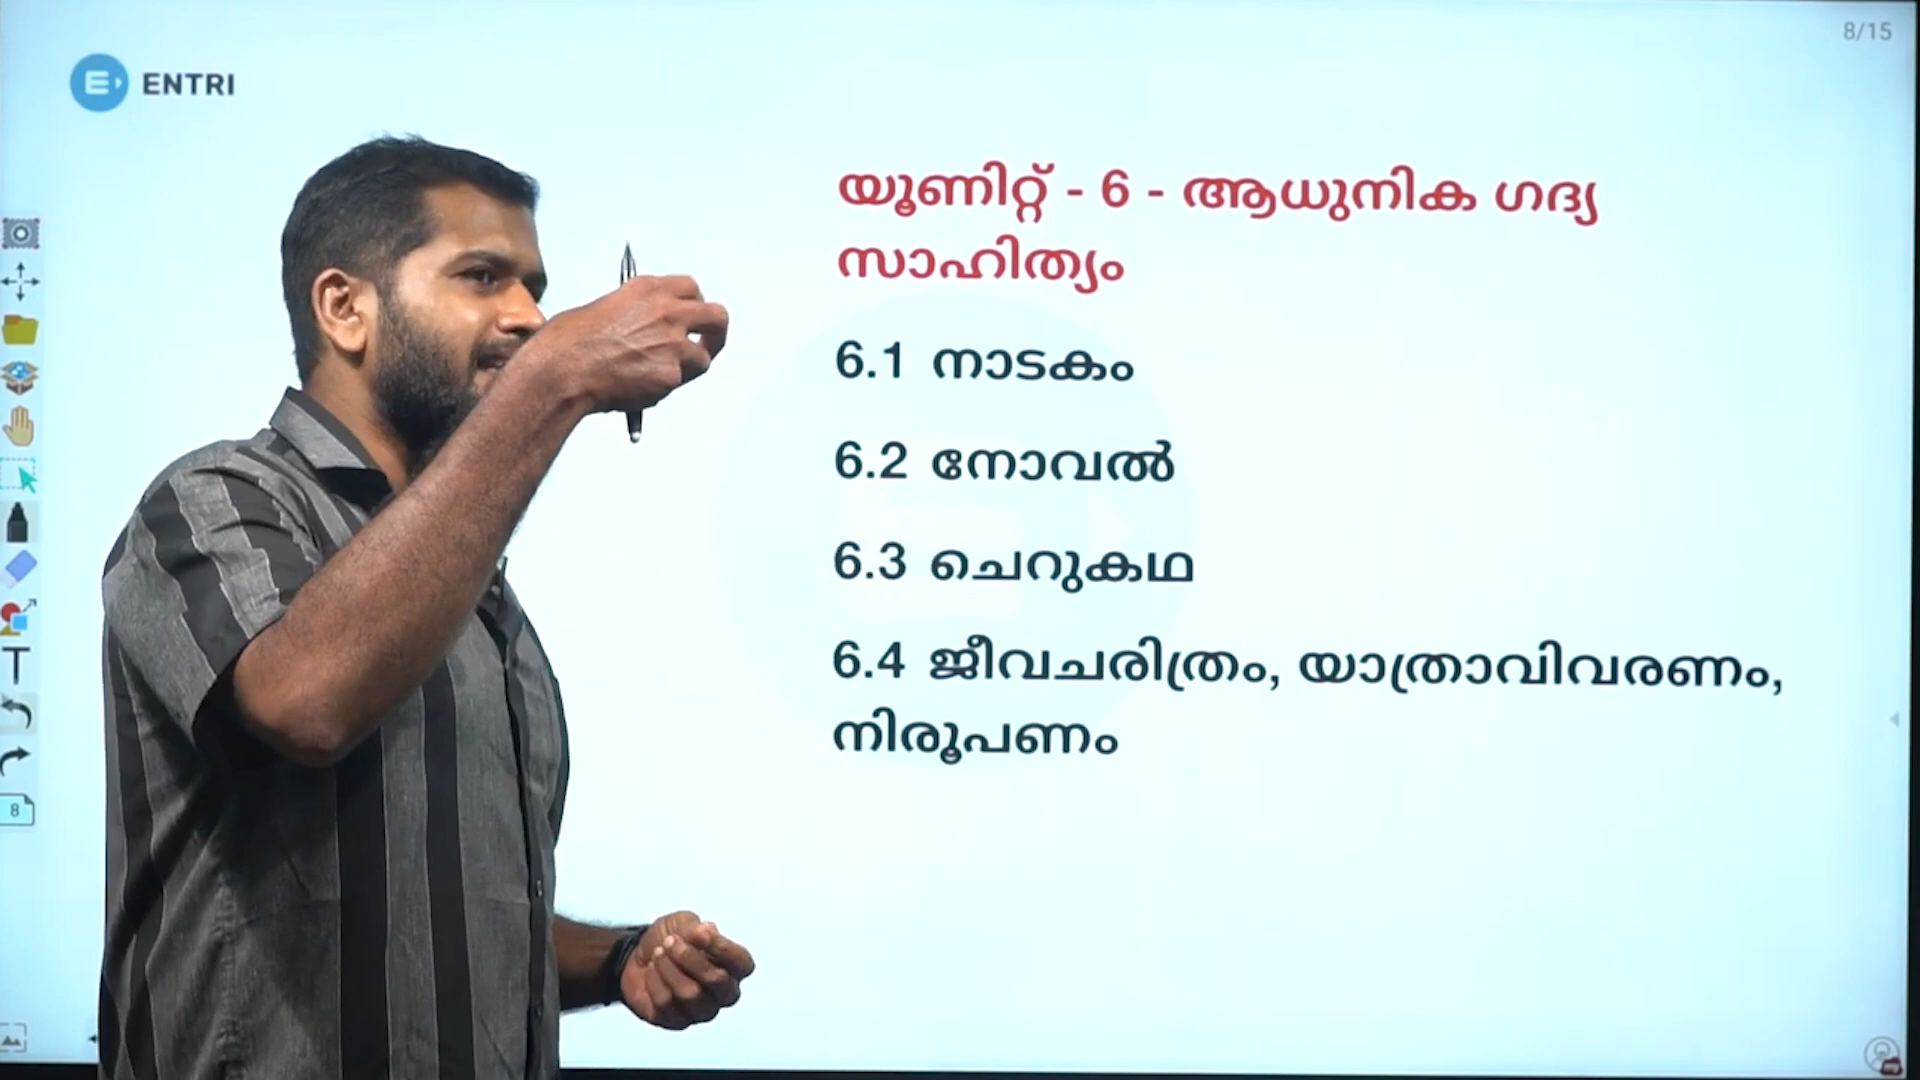 8/15
ENTRI
യൂണിറ്റ് - 6 - ആധുനിക ഗദ്യ
സാഹിത്യം
6.1 നാടകം
6.2 നോവൽ
6.3 ചെറുകഥ
6.4 ജീവചരിത്രം, യാത്രാവിവരണം,
നിരൂപണം
T
8